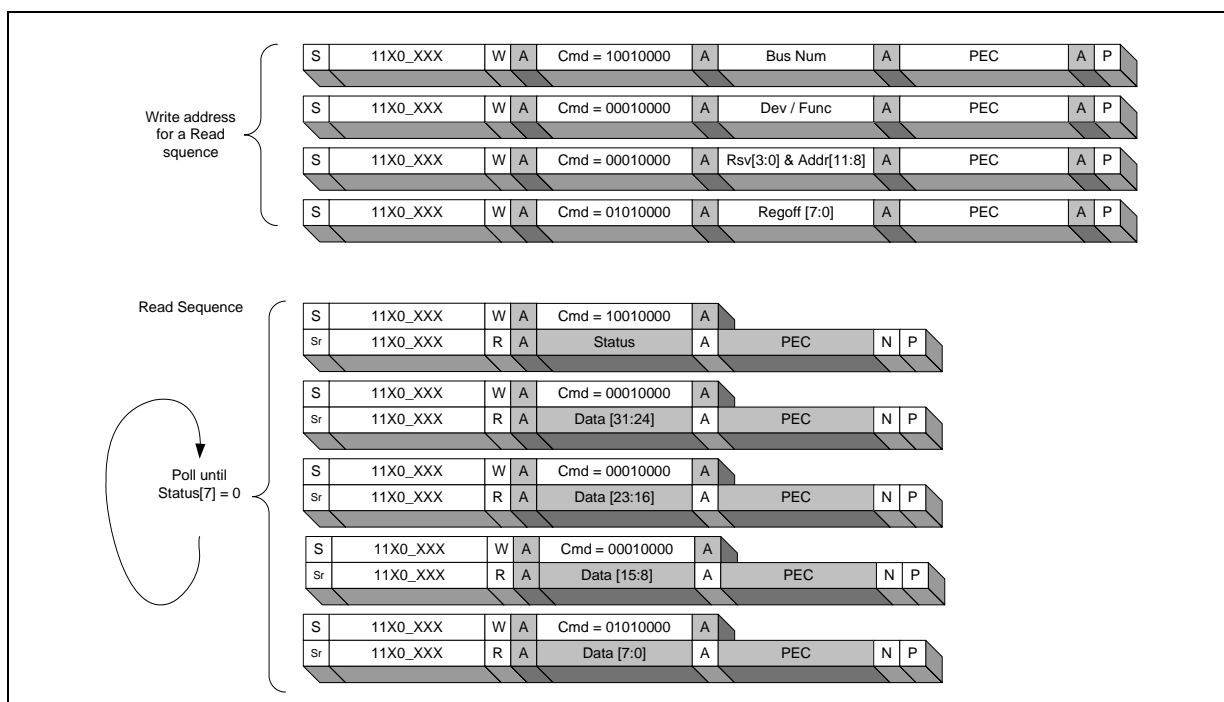 S 11X0_XXX W A Cmd = 10010000 A Bus Num A PEC A P
Write address
for a Read
squence
S 11X0_XXX W A Cmd = 00010000 A Dev / Func A PEC A P
S 11X0_XXX W A Cmd = 00010000 A Rsv[3:0] & Addr[11:8] A PEC A P
S 11X0_XXX W A Cmd = 01010000 A Regoff [7:0] A PEC A P
Read Sequence
S 11X0_XXX W A Cmd = 10010000 A
Sr 11X0_XXX R A Status A PEC N P
S 11X0_XXX W A Cmd = 00010000 A
Sr 11X0_XXX R A Data [31:24] A PEC N P
Poll until
Status[7] = 0
S 11X0_XXX W A Cmd = 00010000 A
Sr 11X0_XXX R A Data [23:16] A PEC N P
S 11X0_XXX W A Cmd = 00010000 A
Sr 11X0_XXX R A Data [15:8] A PEC N P
S 11X0_XXX W A Cmd = 01010000 A
Sr 11X0_XXX R A Data [7:0] A PEC N P